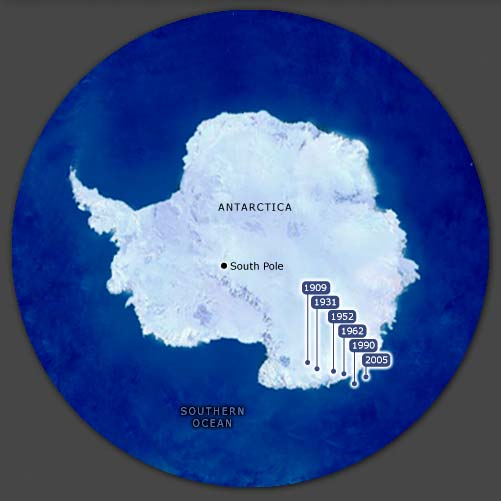 ANTARCTICA
South Pole
1909
1931
1952
1962
1990
2005
SOUTHERN
OCEAN